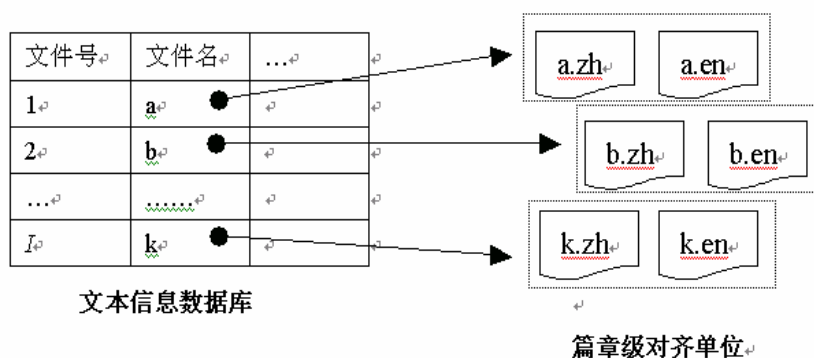 文件号 文件名 …
1 a
2 b
… ……
I k
文本信息数据库
a.zh a.en
b.zh b.en
k.zh k.en
篇章级对齐单位